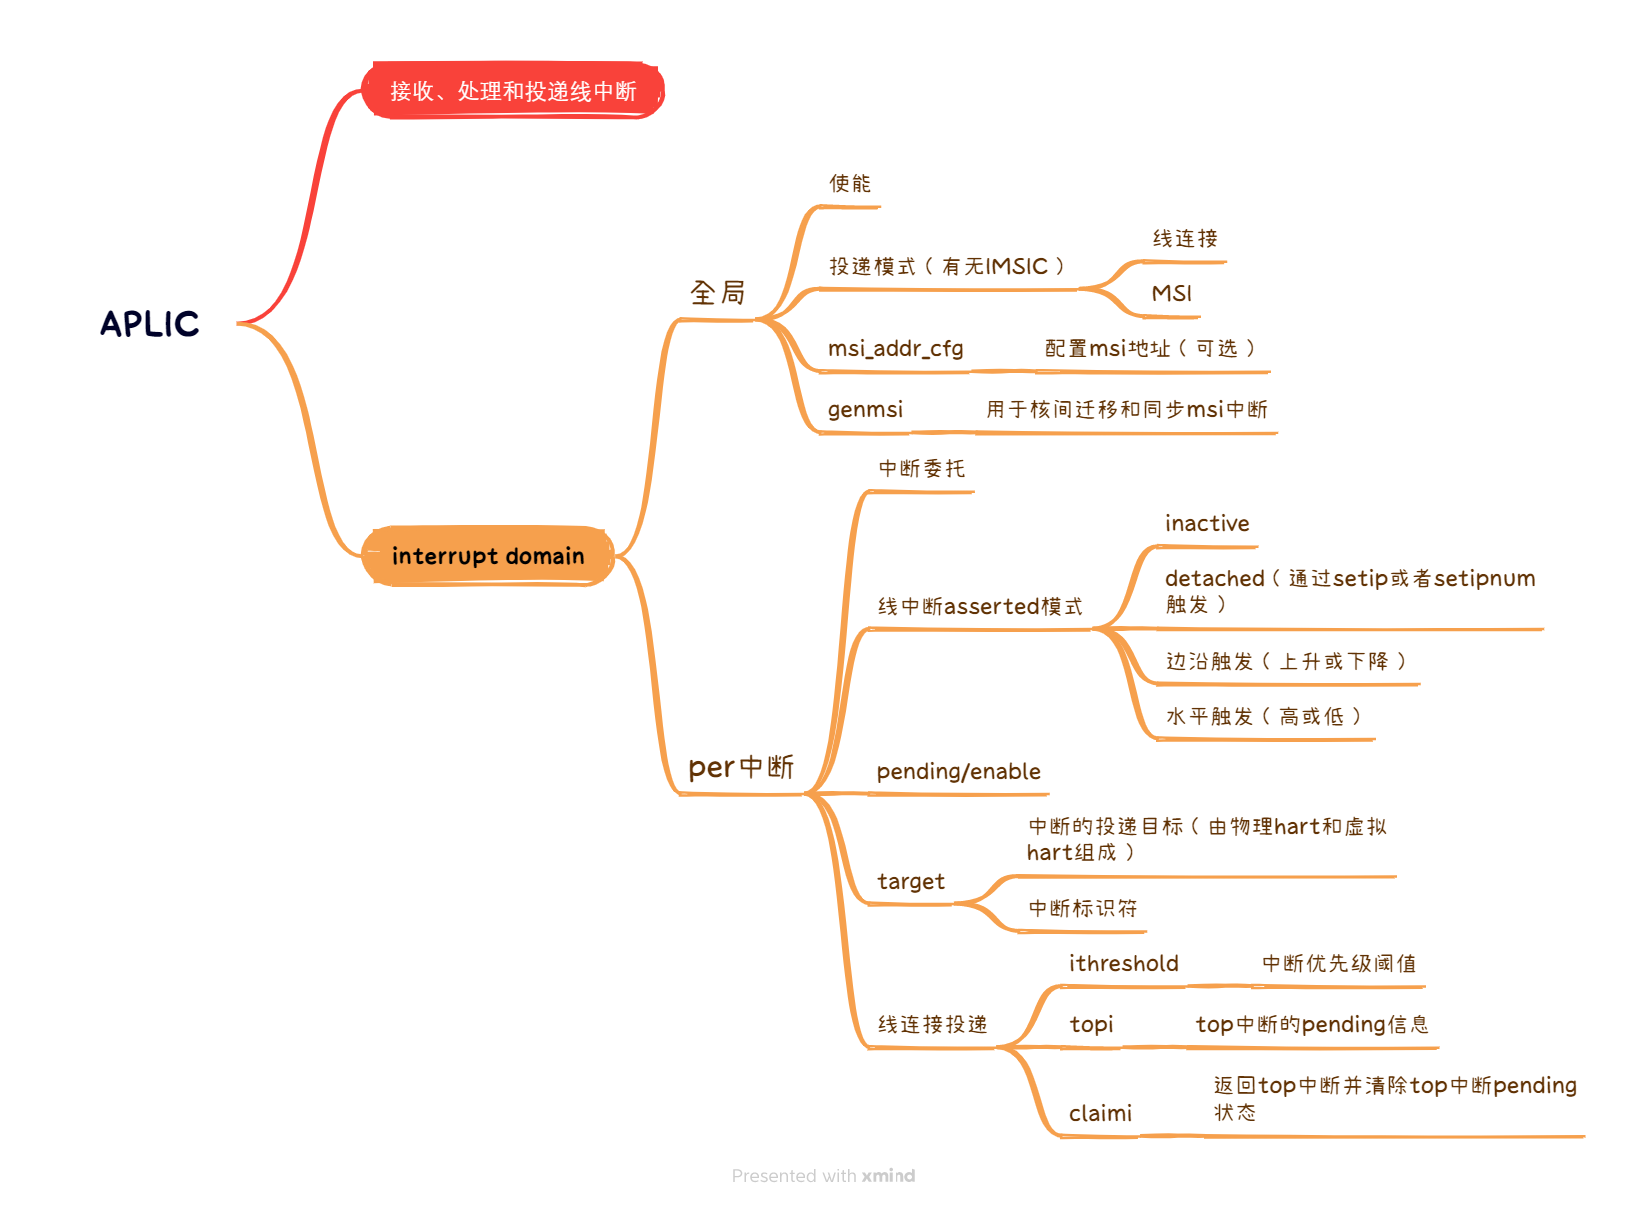 接收、处理和投递线中断
使能
线连接
投递模式（有无IMSIC）
MSI
全局
APLIC
msi_addr_cfg
配置msi地址（可选）
genmsi
用于核间迁移和同步msi中断
中断委托
inactive
interrupt domain
detached（通过setip或者setipnum
触发）
线中断asserted模式
边沿触发（上升或下降）
水平触发（高或低）
per中断
pending/enable
中断的投递目标（由物理hart和虚拟
hart组成）
target
中断标识符
ithreshold
中断优先级阈值
线连接投递
topi
top中断的pending信息
返回top中断并清除top中断pending
状态
claimi
Presented with xmind